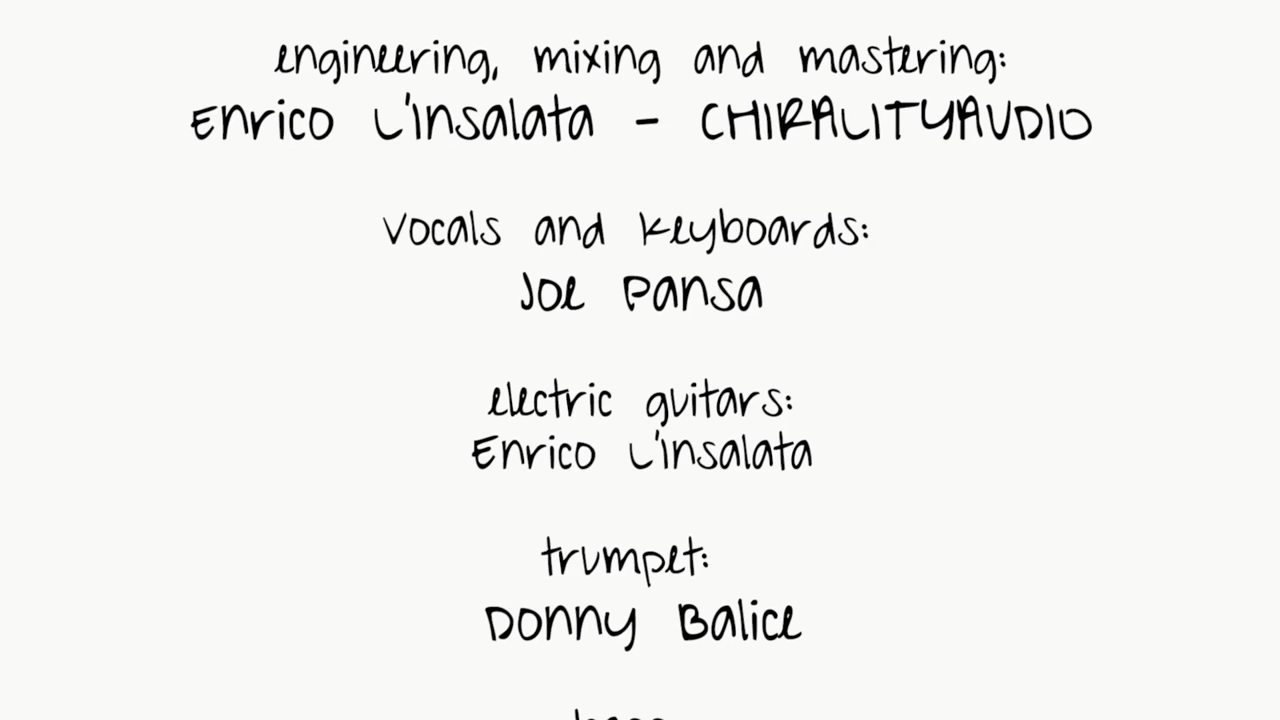 engineering, mixing and mastering:
Enrico L'Insalata - CHIRALITYAUDIO
vocals and keyboards:
Joe Pansa
electric guitars:
Enrico L'Insalata
trumpet:
Donny Balice